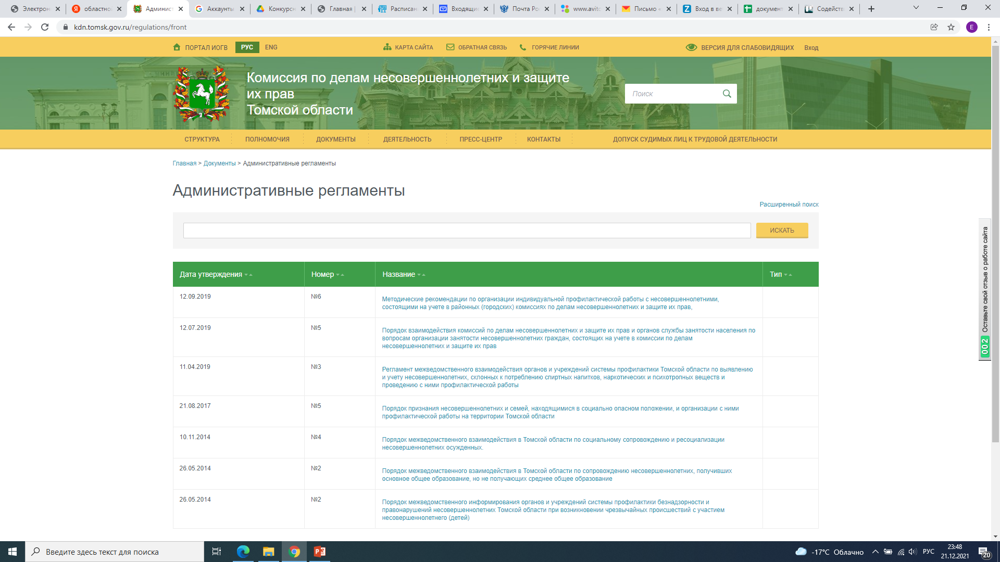 Электрон
областно
Админист
Аккаунты
Конкурсн
Главная
Расписан
Входящие
Почта Ро
www.avito
Письмо «
Вход в ве
документ
Содейств
kdn.tomsk.gov.ru/regulations/front
E
ПОРТАЛ ИОГВ
РУС
ENG
КАРТА САЙТА
ОБРАТНАЯ СВЯЗЬ
ГОРЯЧИЕ ЛИНИИ
ВЕРСИЯ ДЛЯ СЛАБОВИДЯЩИХ
Вход
Комиссия по делам несовершеннолетних и защите
их прав
Томской области
Поиск
СТРУКТУРА
ПОЛНОМОЧИЯ
ДОКУМЕНТЫ
ДЕЯТЕЛЬНОСТЬ
ПРЕСС-ЦЕНТР
КОНТАКТЫ
ДОПУСК СУДИМЫХ ЛИЦ К ТРУДОВОЙ ДЕЯТЕЛЬНОСТИ
Главная > Документы > Административные регламенты
Административные регламенты
Расширенный поиск
ИСКАТЬ
Оставьте свой отзыв о работе сайта
002
Дата утверждения
Номер
Название
Тип
12.09.2019
№6
Методические рекомендации по организации индивидуальной профилактической работы с несовершеннолетними,
состоящими на учете в районных (городских) комиссиях по делам несовершеннолетних и защите их прав,
12.07.2019
№5
Порядок взаимодействия комиссий по делам несовершеннолетних и защите их прав и органов службы занятости населения по
вопросам организации занятости несовершеннолетних граждан, состоящих на учете в комиссии по делам
несовершеннолетних и защите их прав
11.04.2019
№3
Регламент межведомственного взаимодействия органов и учреждений системы профилактики Томской области по выявлению
и учету несовершеннолетних, склонных к потреблению спиртных напитков, наркотических и психотропных веществ и
проведению с ними профилактической работы
21.08.2017
№5
Порядок признания несовершеннолетних и семей, находящимися в социально опасном положении, и организации с ними
профилактической работы на территории Томской области
10.11.2014
№4
Порядок межведомственного взаимодействия в Томской области по социальному сопровождению и ресоциализации
несовершеннолетних осужденных.
26.05.2014
№2
Порядок межведомственного взаимодействия в Томской области по сопровождению несовершеннолетних, получивших
основное общее образование, но не получающих среднее общее образование
26.05.2014
№2
Порядок межведомственного информирования органов и учреждений системы профилактики безнадзорности и
правонарушений несовершеннолетних Томской области при возникновении чрезвычайных происшествий с участием
несовершеннолетнего (детей)
Введите здесь текст для поиска
-17°C Облачно
РУС
23:48
21.12.2021
20